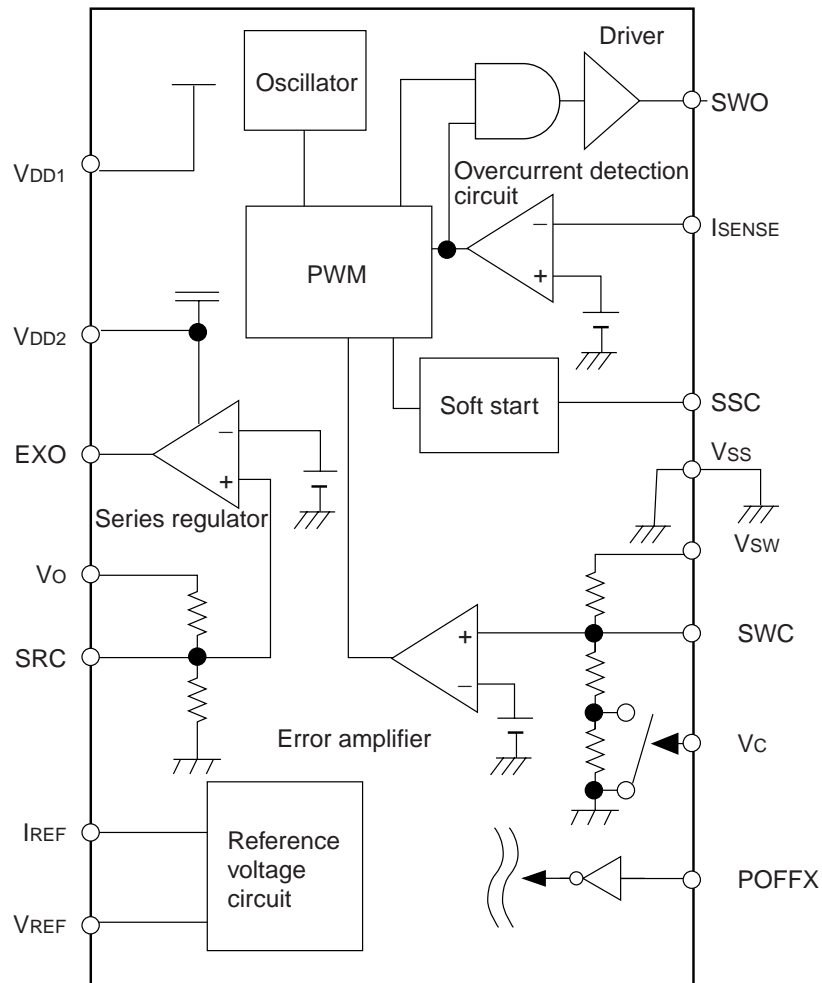 Driver
Oscillator
SWO
VDD1
Overcurrent detection
circuit
ISENSE
−
+
PWM
VDD2
Soft start
SSC
EXO
−
+
VSS
Series regulator
VSW
VO
SWC
+
−
SRC
Error amplifier
VC
IREF
Reference
voltage
circuit
POFFX
VREF